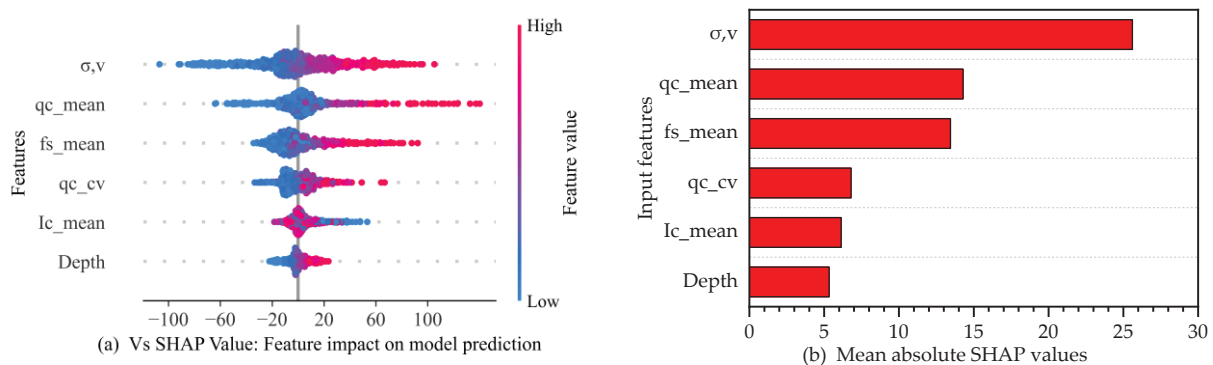 High
σ,v
qc_mean
fs_mean
qc_cv
Ic_mean
Depth
Features
Feature value
Low
−100 −60 −20 20 60 100
(a) Vs SHAP Value: Feature impact on model prediction
σ,v
qc_mean
fs_mean
qc_cv
Ic_mean
Depth
Input features
0 5 10 15 20 25 30
(b) Mean absolute SHAP values